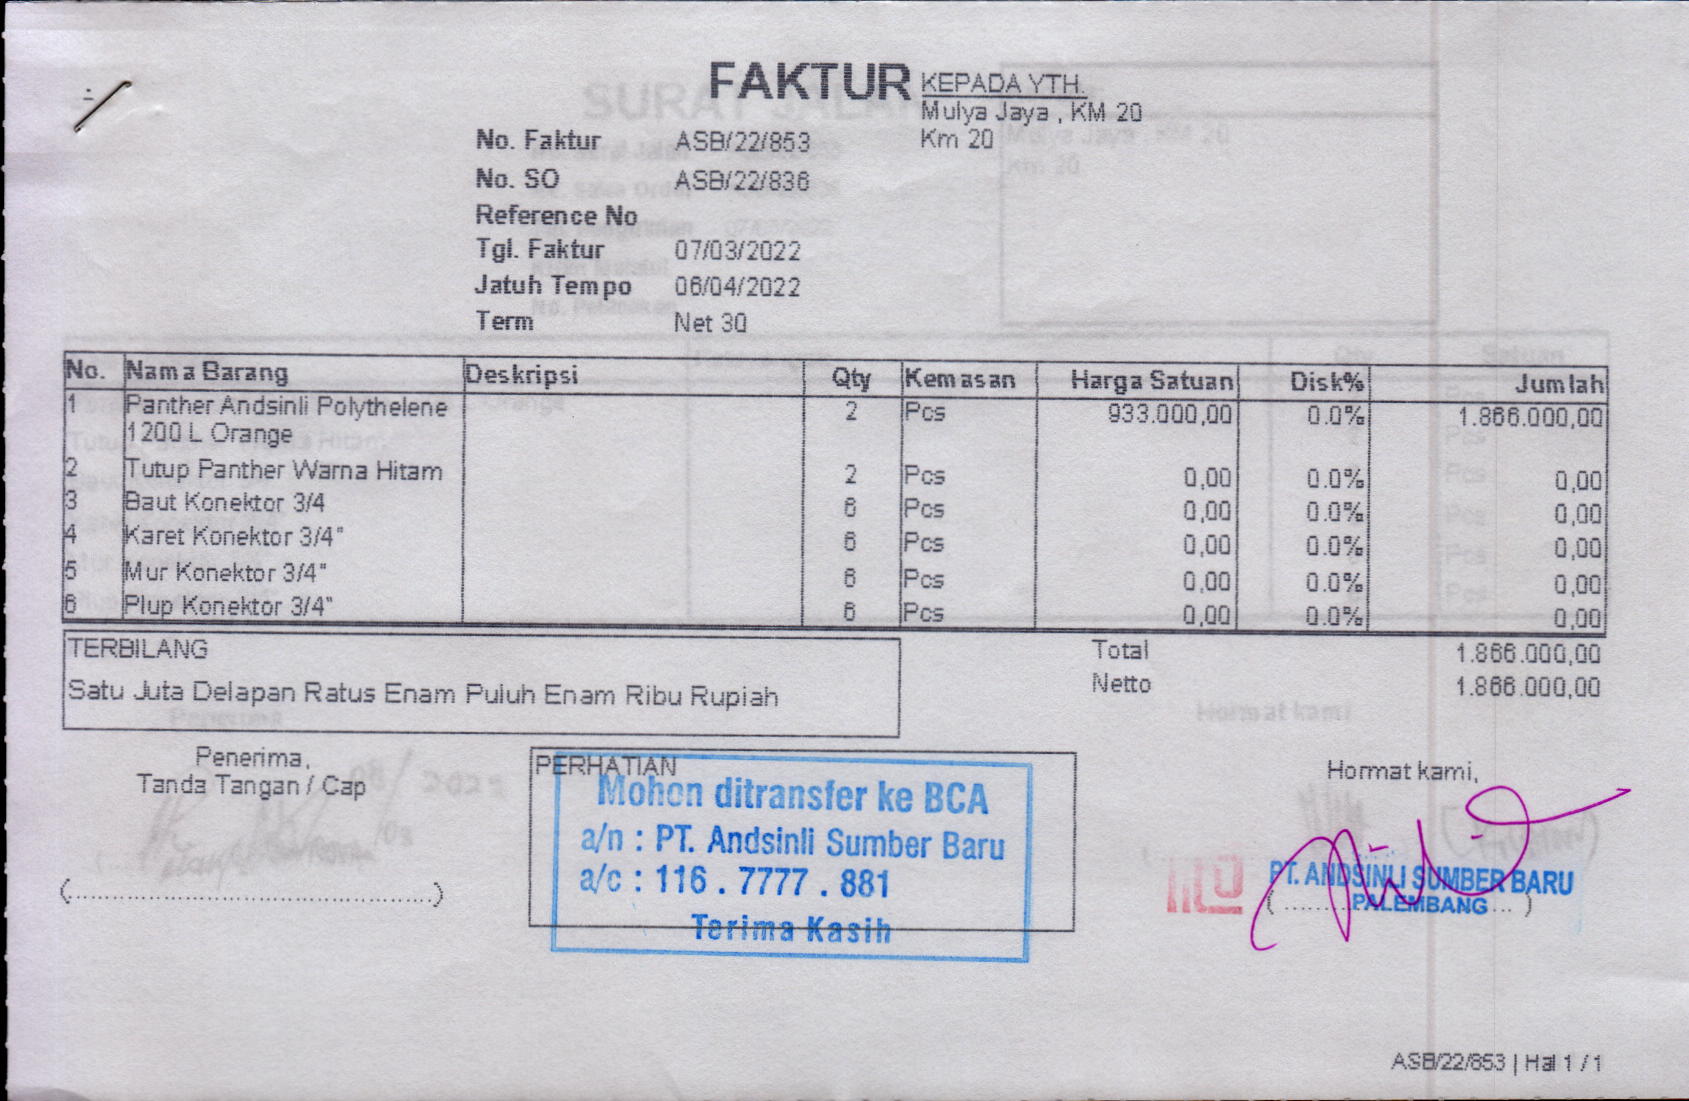 FAKTUR
KEPADA YTH.
Mulya Jaya , KM 20
Km 20
No. Faktur ASB/22/853
No. SO ASB/22/836
Reference No
Tgl. Faktur 07/03/2022
Jatuh Tempo 06/04/2022
Term Net 30
No. Nama Barang Deskripsi Qty Kemasan Harga Satuan Disk% Jumlah
1 Panther Andsinli Polythelene 2 Pcs 933.000,00 0.0% 1.866.000,00
1200 L Orange
2 Tutup Panther Warna Hitam 2 Pcs 0,00 0.0% 0,00
3 Baut Konektor 3/4 6 Pcs 0,00 0.0% 0,00
4 Karet Konektor 3/4" 6 Pcs 0,00 0.0% 0,00
5 Mur Konektor 3/4" 6 Pcs 0,00 0.0% 0,00
6 Plup Konektor 3/4" 6 Pcs 0,00 0.0% 0,00
TERBILANG
Satu Juta Delapan Ratus Enam Puluh Enam Ribu Rupiah
Total 1.866.000,00
Netto 1.866.000,00
Penerima,
Tanda Tangan / Cap
(..................................................)
PERHATIAN
Mohon ditransfer ke BCA
a/n : PT. Andsinli Sumber Baru
a/c : 116 . 7777 . 881
Terima Kasih
Hormat kami,
PT. ANDSINLI SUMBER BARU
PALEMBANG
ASB/22/853 | Hal 1 / 1